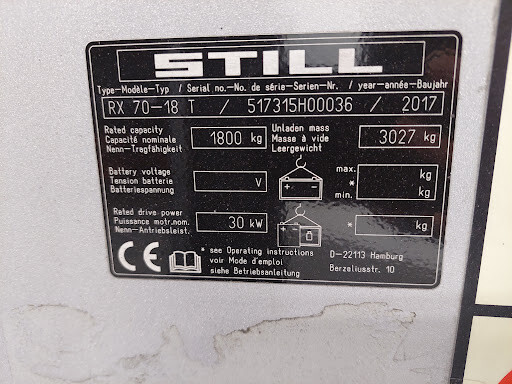 STILL
Type-Modèle-Typ / Serial no.-No. de série-Serien-Nr. / year-année-Baujahr
RX 70-18 T / 517315H00036 / 2017
Rated capacity
Capacité nominale
Nenn-Tragfähigkeit
1800 kg
Unladen mass
Masse à vide
Leergewicht
3027 kg
Battery voltage
Tension batterie
Batteriespannung
V
max.
*
min.
kg
kg
Rated drive power
Puissance motr.nom.
Nenn-Antriebsleist.
30 kW
* kg
CE
* see Operating instructions
voir Mode d'emploi
siehe Betriebsanleitung
D-22113 Hamburg
Berzeliusstr. 10